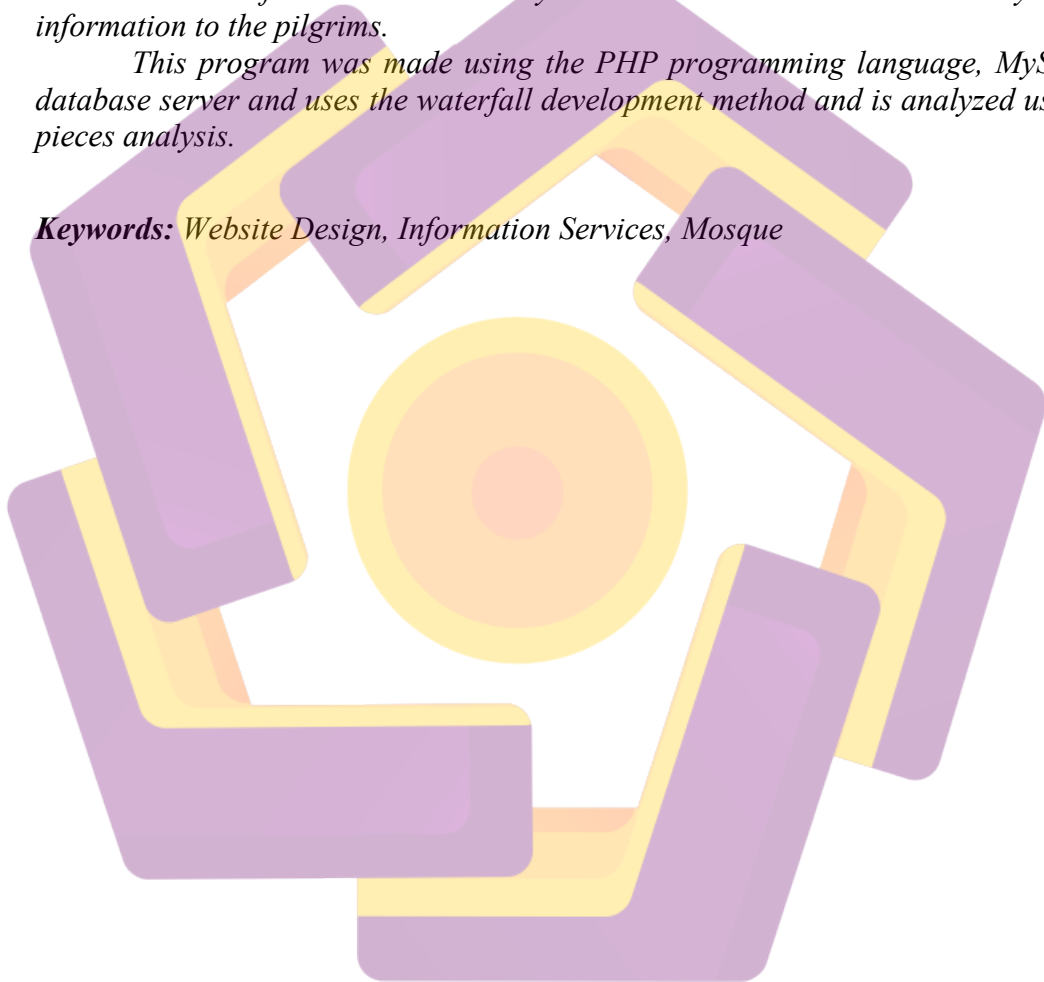 information to the pilgrims.
This program was made using the PHP programming language, MyS
database server and uses the waterfall development method and is analyzed us
pieces analysis.
Keywords: Website Design, Information Services, Mosque